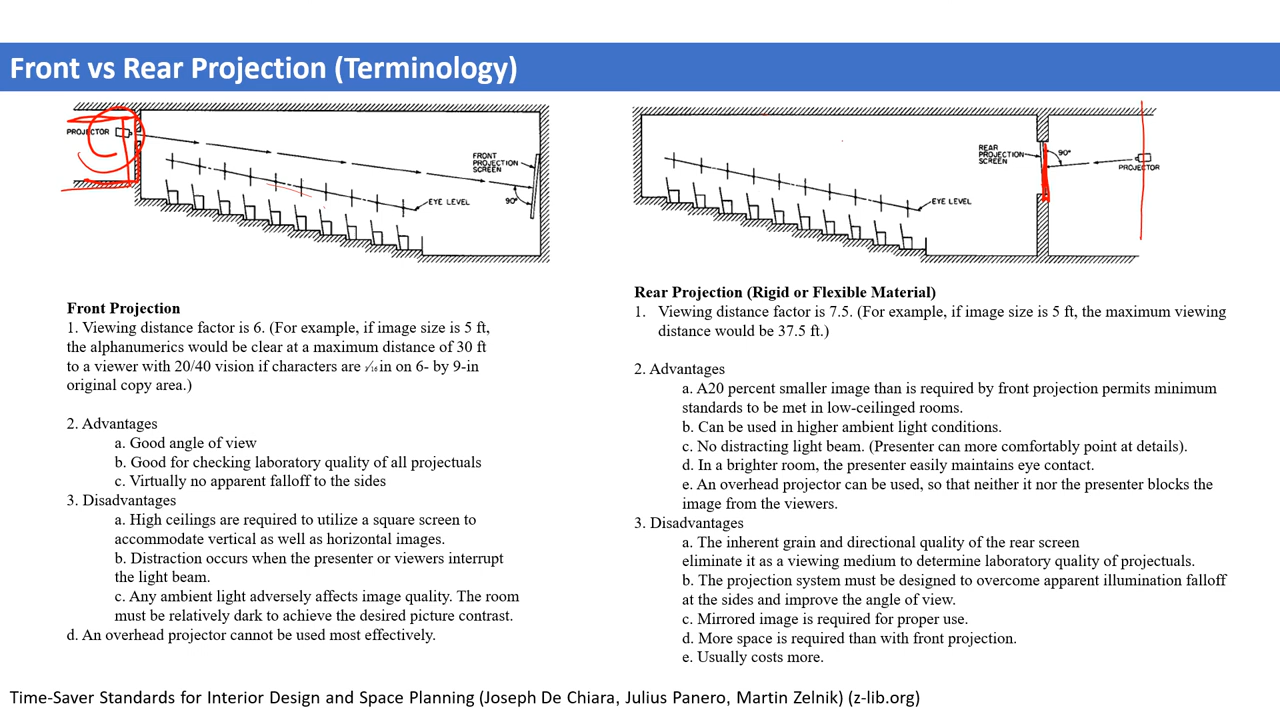 Front vs Rear Projection (Terminology)
PROJECTOR
FRONT
PROJECTION
SCREEN
90°
EYE LEVEL
REAR
PROJECTION
SCREEN
90°
PROJECTOR
EYE LEVEL
Front Projection
1. Viewing distance factor is 6. (For example, if image size is 5 ft,
the alphanumerics would be clear at a maximum distance of 30 ft
to a viewer with 20/40 vision if characters are 1/16 in on 6- by 9-in
original copy area.)
2. Advantages
a. Good angle of view
b. Good for checking laboratory quality of all projectuals
c. Virtually no apparent falloff to the sides
3. Disadvantages
a. High ceilings are required to utilize a square screen to
accommodate vertical as well as horizontal images.
b. Distraction occurs when the presenter or viewers interrupt
the light beam.
c. Any ambient light adversely affects image quality. The room
must be relatively dark to achieve the desired picture contrast.
d. An overhead projector cannot be used most effectively.
Rear Projection (Rigid or Flexible Material)
1. Viewing distance factor is 7.5. (For example, if image size is 5 ft, the maximum viewing
distance would be 37.5 ft.)
2. Advantages
a. A20 percent smaller image than is required by front projection permits minimum
standards to be met in low-ceilinged rooms.
b. Can be used in higher ambient light conditions.
c. No distracting light beam. (Presenter can more comfortably point at details).
d. In a brighter room, the presenter easily maintains eye contact.
e. An overhead projector can be used, so that neither it nor the presenter blocks the
image from the viewers.
3. Disadvantages
a. The inherent grain and directional quality of the rear screen
eliminate it as a viewing medium to determine laboratory quality of projectuals.
b. The projection system must be designed to overcome apparent illumination falloff
at the sides and improve the angle of view.
c. Mirrored image is required for proper use.
d. More space is required than with front projection.
e. Usually costs more.
Time-Saver Standards for Interior Design and Space Planning (Joseph De Chiara, Julius Panero, Martin Zelnik) (z-lib.org)